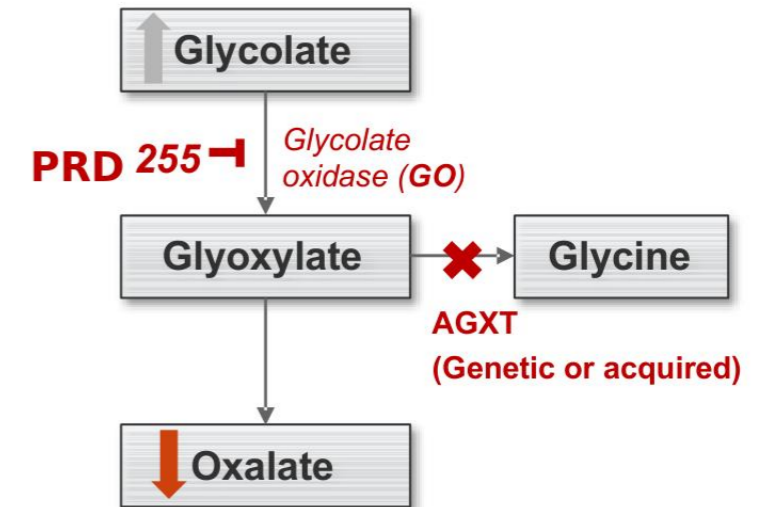 Glycolate
PRD 255
Glycolate
oxidase (GO)
Glyoxylate
Glycine
AGXT
(Genetic or acquired)
Oxalate